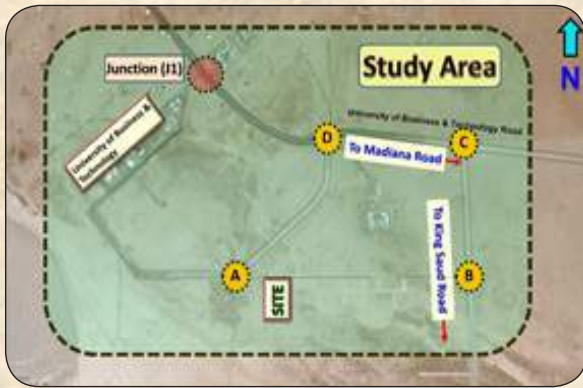 Study Area
N
Junction (J1)
University of Business &
Technology
University of Business & Technology Road
D
C
To Madiana Road
To King Saud Road
A
SITE
B